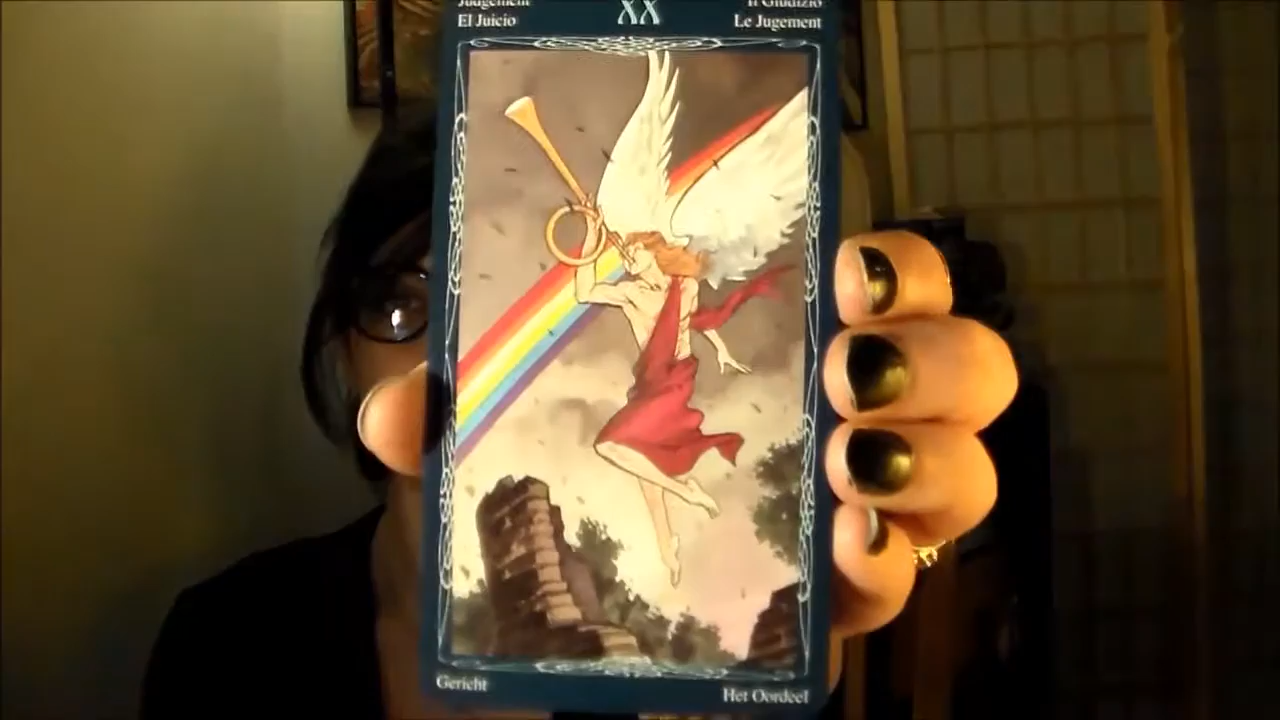 Judgement
XX
Il Giudizio
El Juicio
Le Jugement
Gericht
Het Oordeel